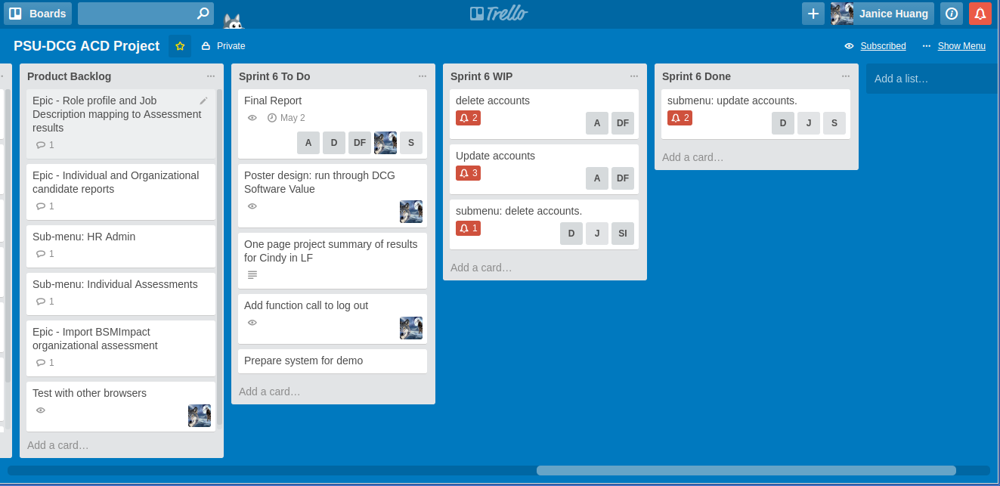 Boards
Trello
Janice Huang
PSU-DCG ACD Project
Private
Subscribed
Show Menu
Product Backlog
Epic - Role profile and Job
Description mapping to Assessment
results
1
Epic - Individual and Organizational
candidate reports
1
Sub-menu: HR Admin
1
Sub-menu: Individual Assessments
1
Epic - Import BSMImpact
organizational assessment
1
Test with other browsers
Add a card…
Sprint 6 To Do
Final Report
May 2
A D DF S
Poster design: run through DCG
Software Value
One page project summary of results
for Cindy in LF
Add function call to log out
Prepare system for demo
Add a card…
Sprint 6 WIP
delete accounts
2
A DF
Update accounts
3
A DF
submenu: delete accounts.
1
D J SI
Add a card…
Sprint 6 Done
submenu: update accounts.
2
D J S
Add a card…
Add a list…